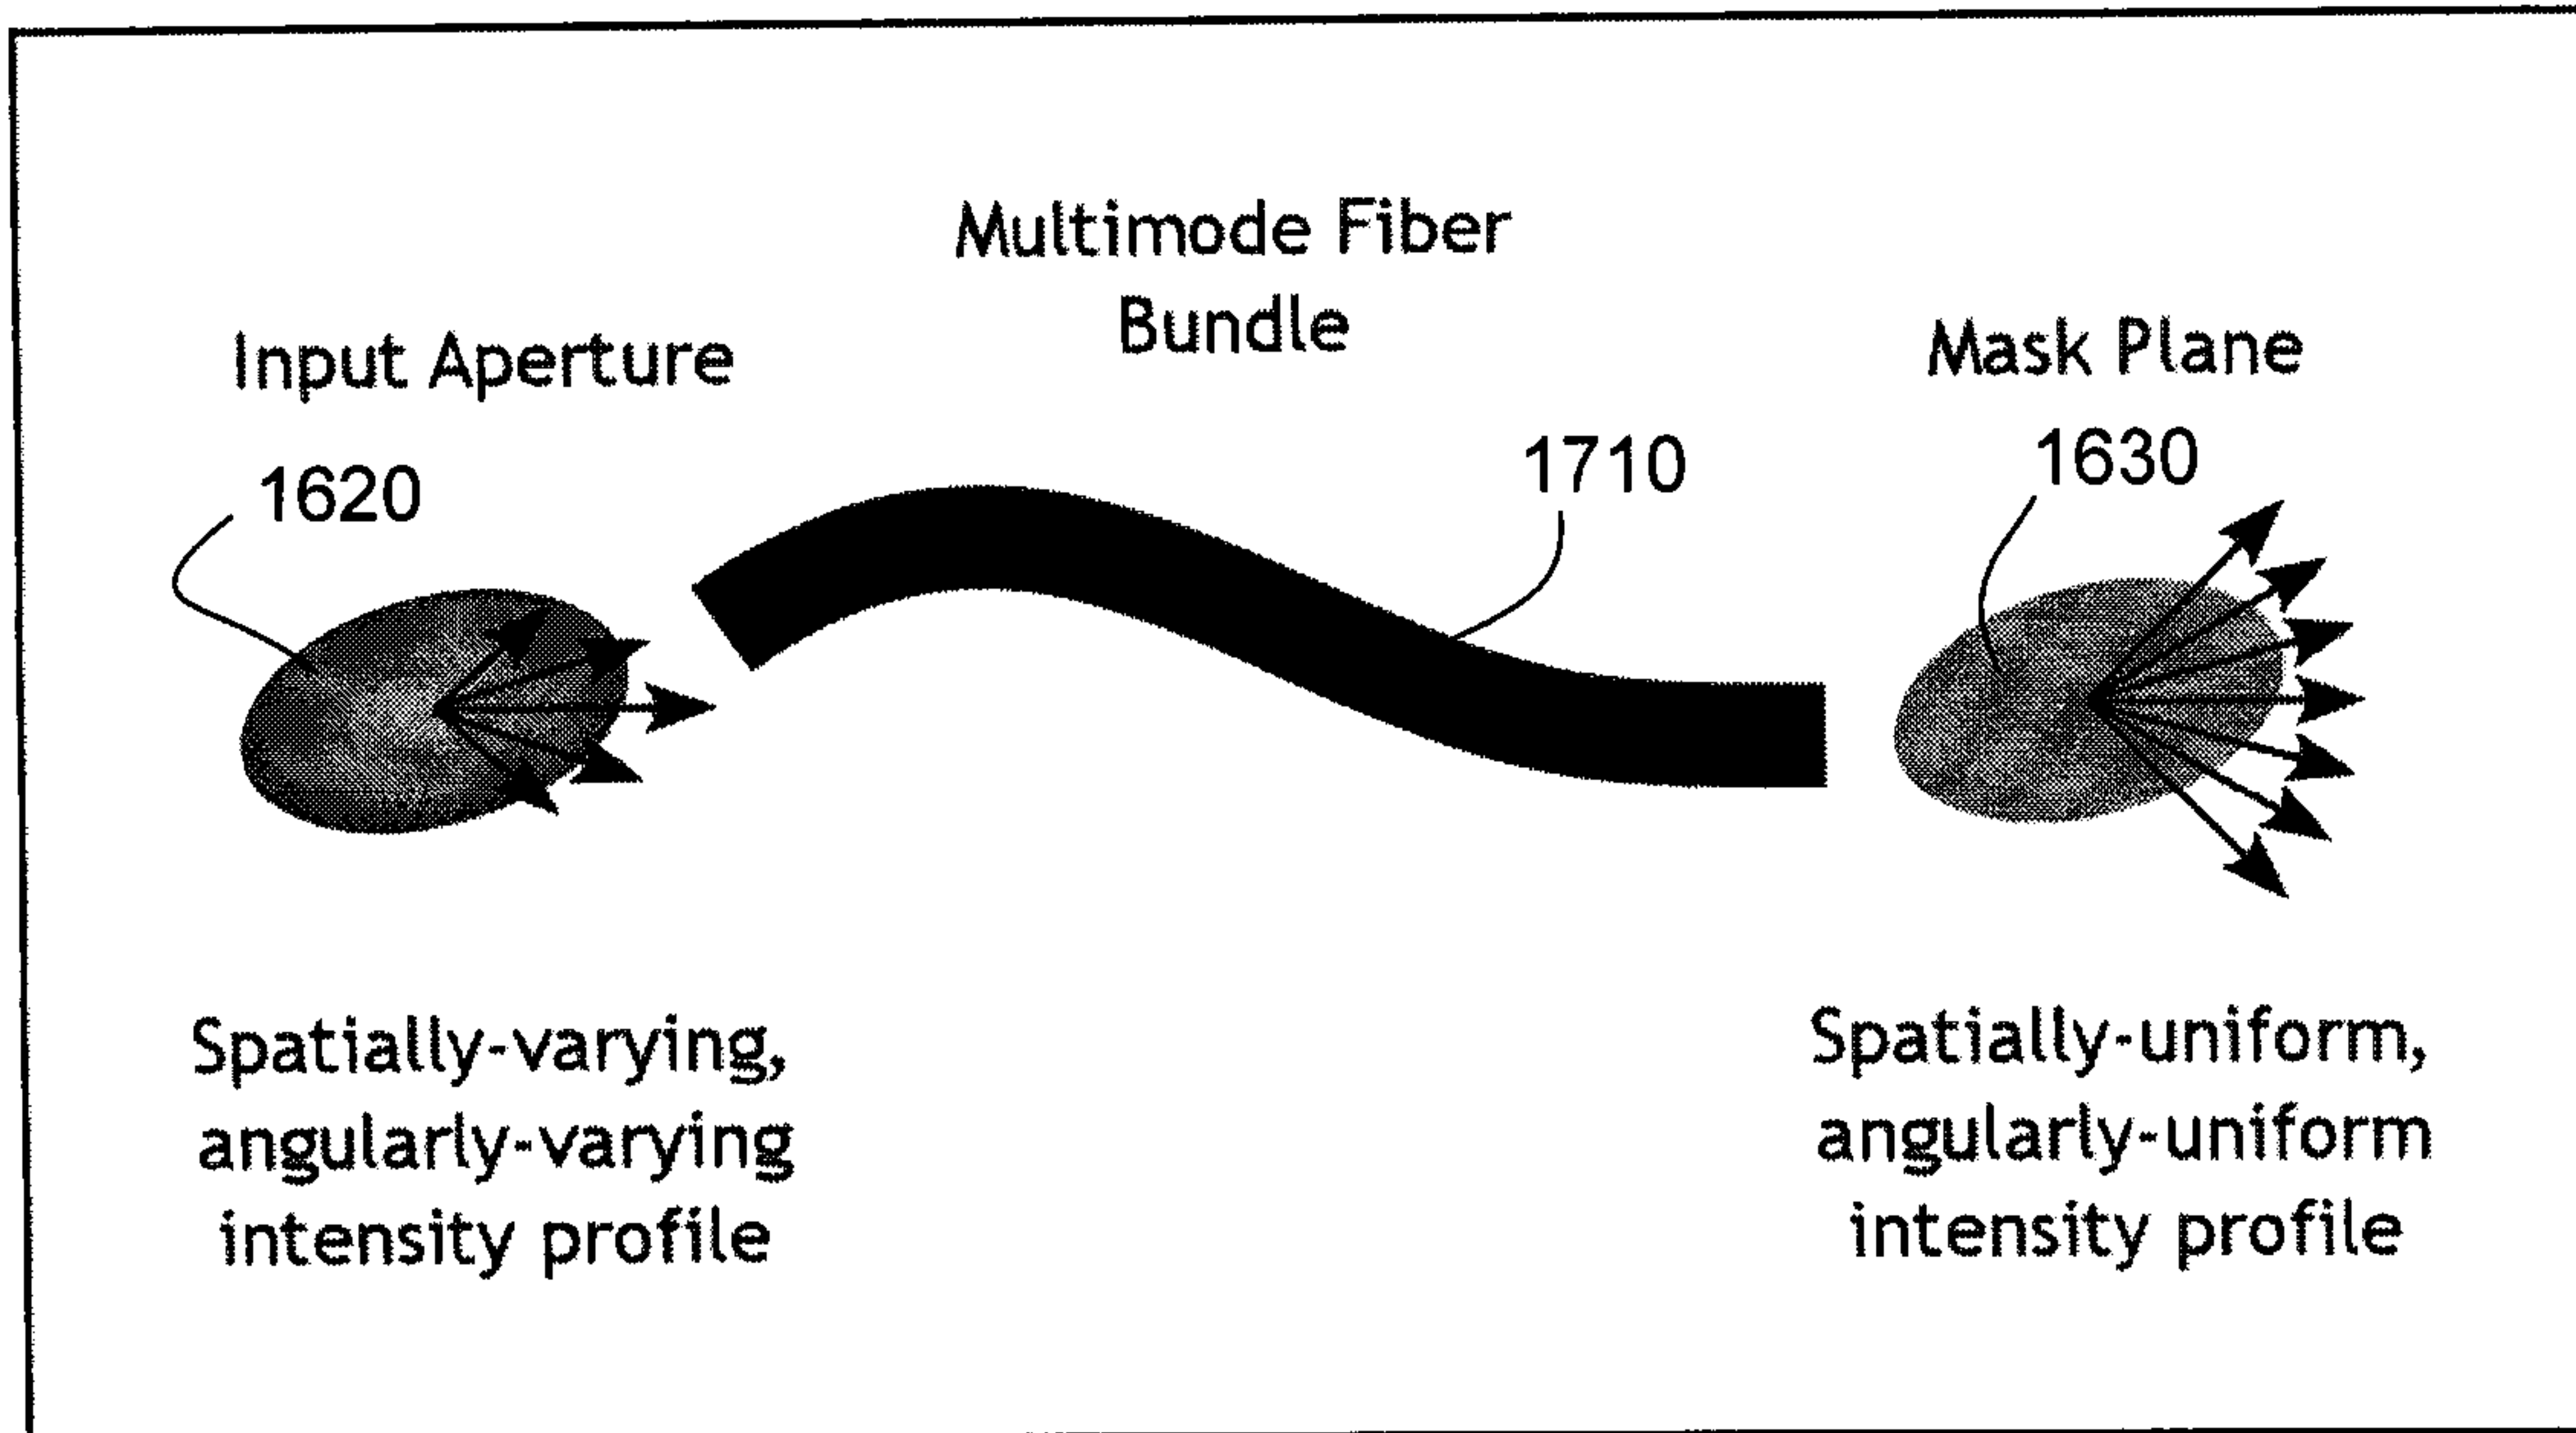 Multimode Fiber
Bundle
Input Aperture
Mask Plane
1620
1710
1630
Spatially-varying,
angularly-varying
intensity profile
Spatially-uniform,
angularly-uniform
intensity profile